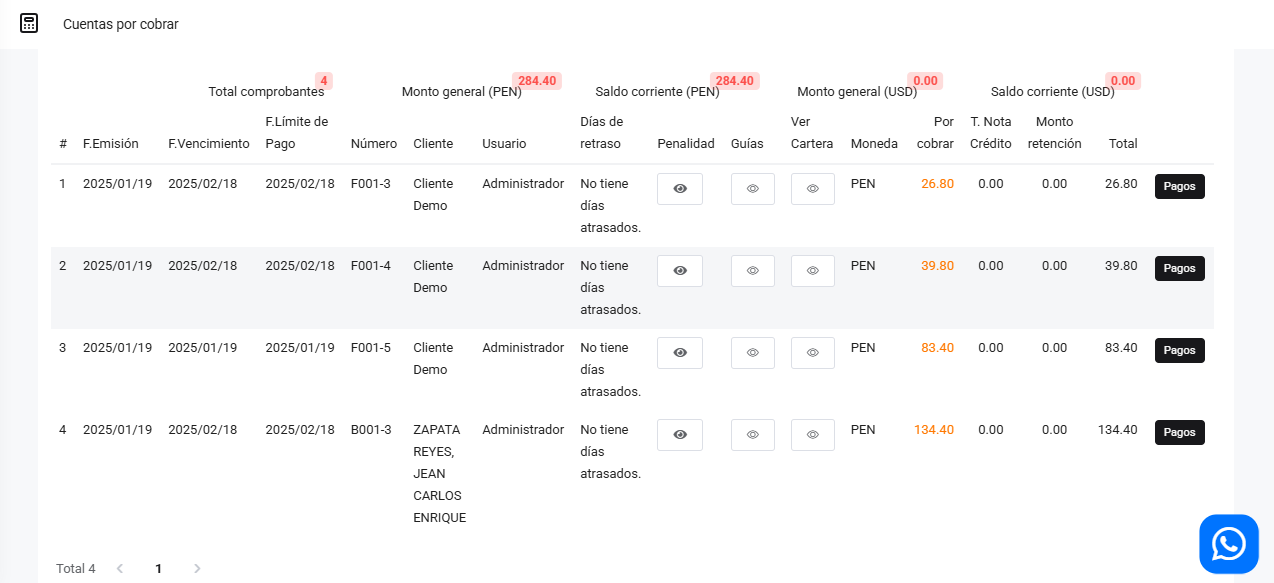 Cuentas por cobrar
Total comprobantes 4
Monto general (PEN) 284.40
Saldo corriente (PEN) 284.40
Monto general (USD) 0.00
Saldo corriente (USD) 0.00
# F.Emisión F.Vencimiento F.Límite de Pago Número Cliente Usuario Días de retraso Penalidad Guías Ver Cartera Moneda Por cobrar T. Nota Crédito Monto retención Total
1 2025/01/19 2025/02/18 2025/02/18 F001-3 Cliente Administrador No tiene PEN 26.80 0.00 0.00 26.80 Pagos
Demo días
atrasados.
2 2025/01/19 2025/02/18 2025/02/18 F001-4 Cliente Administrador No tiene PEN 39.80 0.00 0.00 39.80 Pagos
Demo días
atrasados.
3 2025/01/19 2025/01/19 2025/01/19 F001-5 Cliente Administrador No tiene PEN 83.40 0.00 0.00 83.40 Pagos
Demo días
atrasados.
4 2025/01/19 2025/02/18 2025/02/18 B001-3 ZAPATA Administrador No tiene PEN 134.40 0.00 0.00 134.40 Pagos
REYES, días
JEAN atrasados.
CARLOS
ENRIQUE
Total 4 1